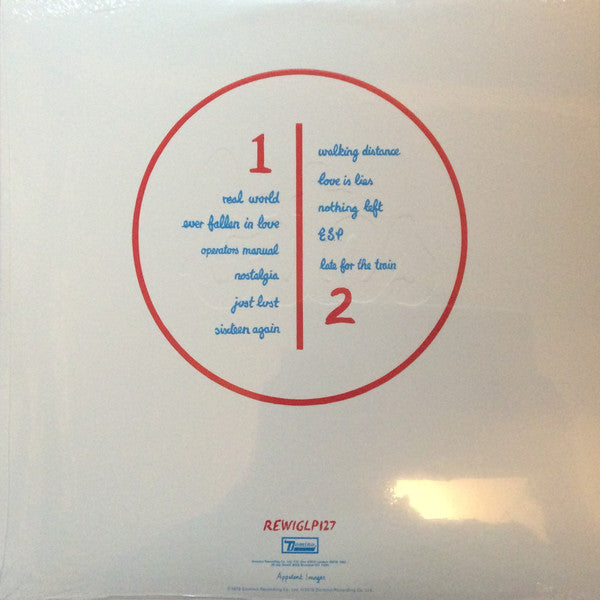 1
real world
ever fallen in love
operators manual
nostalgia
just lust
sixteen again
walking distance
love is lies
nothing left
ESP
late for the train
2
REWIGLP127
Domino
Apparent Images